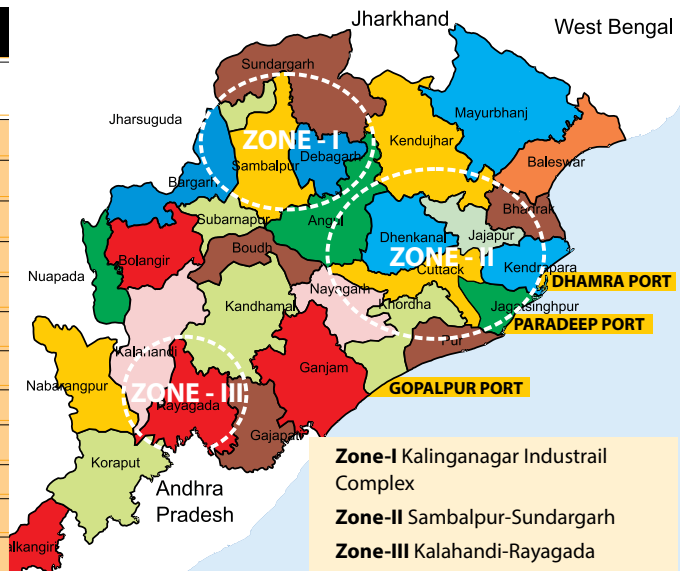 Jharkhand
West Bengal
Sundargarh
Mayurbhanj
Jharsuguda
ZONE - I
Kendujhar
Sambalpur
Debagarh
Baleswar
Bargarh
Subarnapur
Angul
Bhadrak
Jajapur
Dhenkanal
Boudh
Bolangir
ZONE - II
Cuttack
Kendrapara
Nuapada
DHAMRA PORT
Nayagarh
Kandhamal
Khordha
Jagatsinghpur
PARADEEP PORT
Pur
Kalahandi
Ganjam
Nabarangpur
ZONE - III
GOPALPUR PORT
Rayagada
Gajapati
Koraput
Andhra
Pradesh
alkangiri
Zone-I Kalinganagar Industrail
Complex
Zone-II Sambalpur-Sundargarh
Zone-III Kalahandi-Rayagada